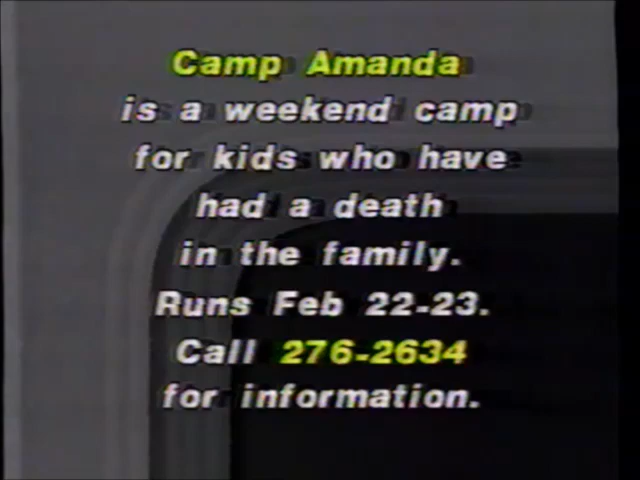 Camp Amanda
is a weekend camp
for kids who have
had a death
in the family.
Runs Feb 22-23.
Call 276-2634
for information.